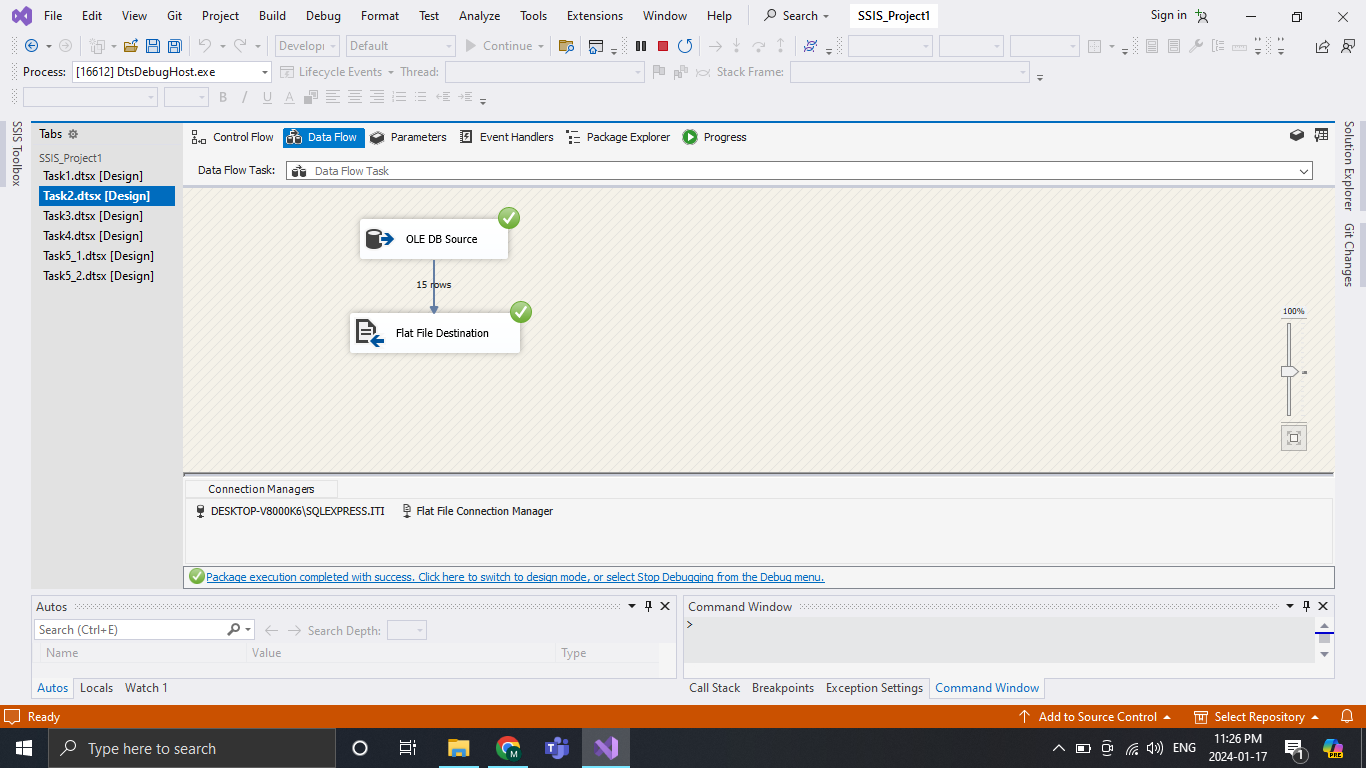 File Edit View Git Project Build Debug Format Test Analyze Tools Extensions Window Help Search SSIS_Project1 Sign in
Develop Default Continue
Process: [16612] DtsDebugHost.exe Lifecycle Events Thread: Stack Frame:
B I U A
SSIS Toolbox
Tabs
SSIS_Project1
Task1.dtsx [Design]
Task2.dtsx [Design]
Task3.dtsx [Design]
Task4.dtsx [Design]
Task5_1.dtsx [Design]
Task5_2.dtsx [Design]
Control Flow Data Flow Parameters Event Handlers Package Explorer Progress
Data Flow Task: Data Flow Task
OLE DB Source
15 rows
Flat File Destination
100%
Solution Explorer
Git Changes
Connection Managers
DESKTOP-V8000K6\SQLEXPRESS.ITI Flat File Connection Manager
Package execution completed with success. Click here to switch to design mode, or select Stop Debugging from the Debug menu.
Autos
Search (Ctrl+E) Search Depth:
Name Value Type
Autos Locals Watch 1
Command Window
>
Call Stack Breakpoints Exception Settings Command Window
Ready Add to Source Control Select Repository
Type here to search
M
ENG
11:26 PM
2024-01-17
1
PRE